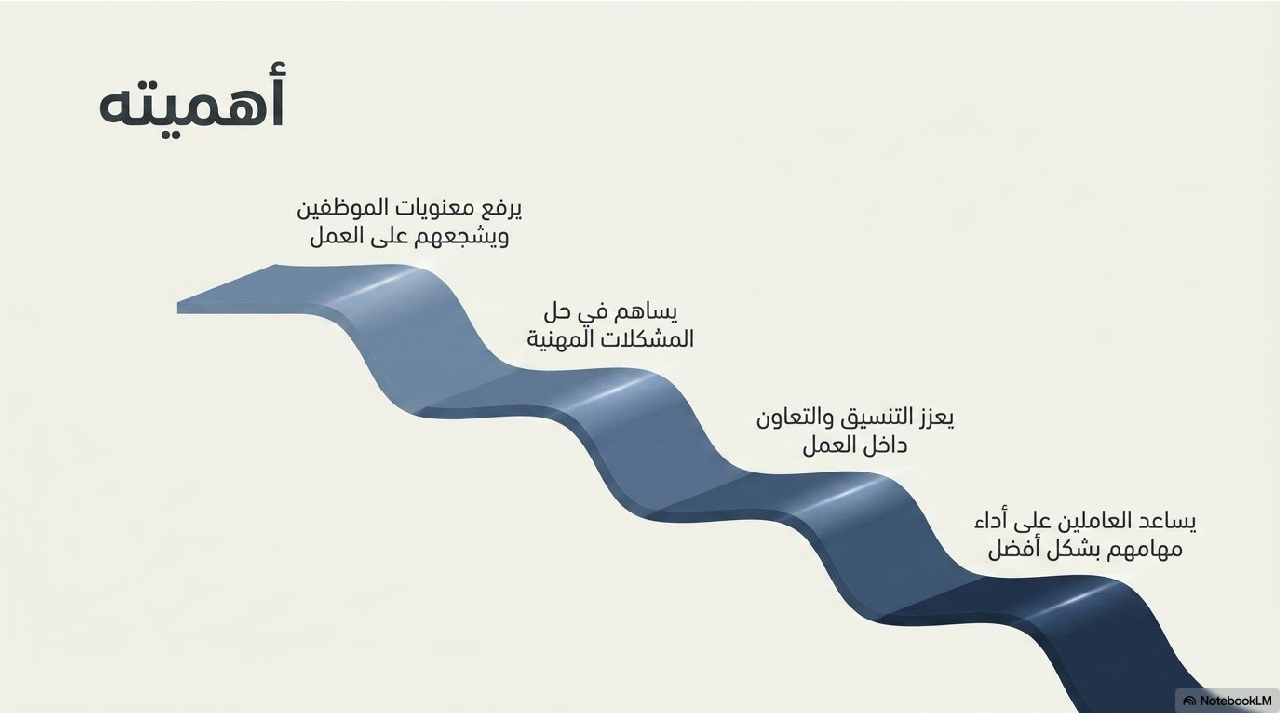 أهميته
يرفع معنويات الموظفين
ويشجعهم على العمل
يساهم في حل
المشكلات المهنية
يعزز التنسيق والتعاون
داخل العمل
يساعد العاملين على أداء
مهامهم بشكل أفضل
NotebookLM